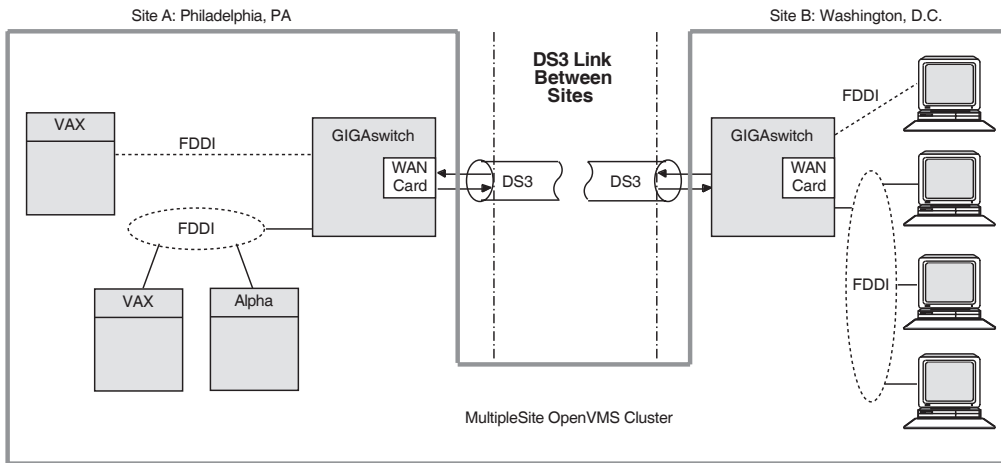 Site A: Philadelphia, PA
Site B: Washington, D.C.
DS3 Link
Between
Sites
VAX
FDDI
GIGAswitch
WAN
Card
DS3
DS3
GIGAswitch
WAN
Card
FDDI
FDDI
VAX
Alpha
FDDI
MultipleSite OpenVMS Cluster